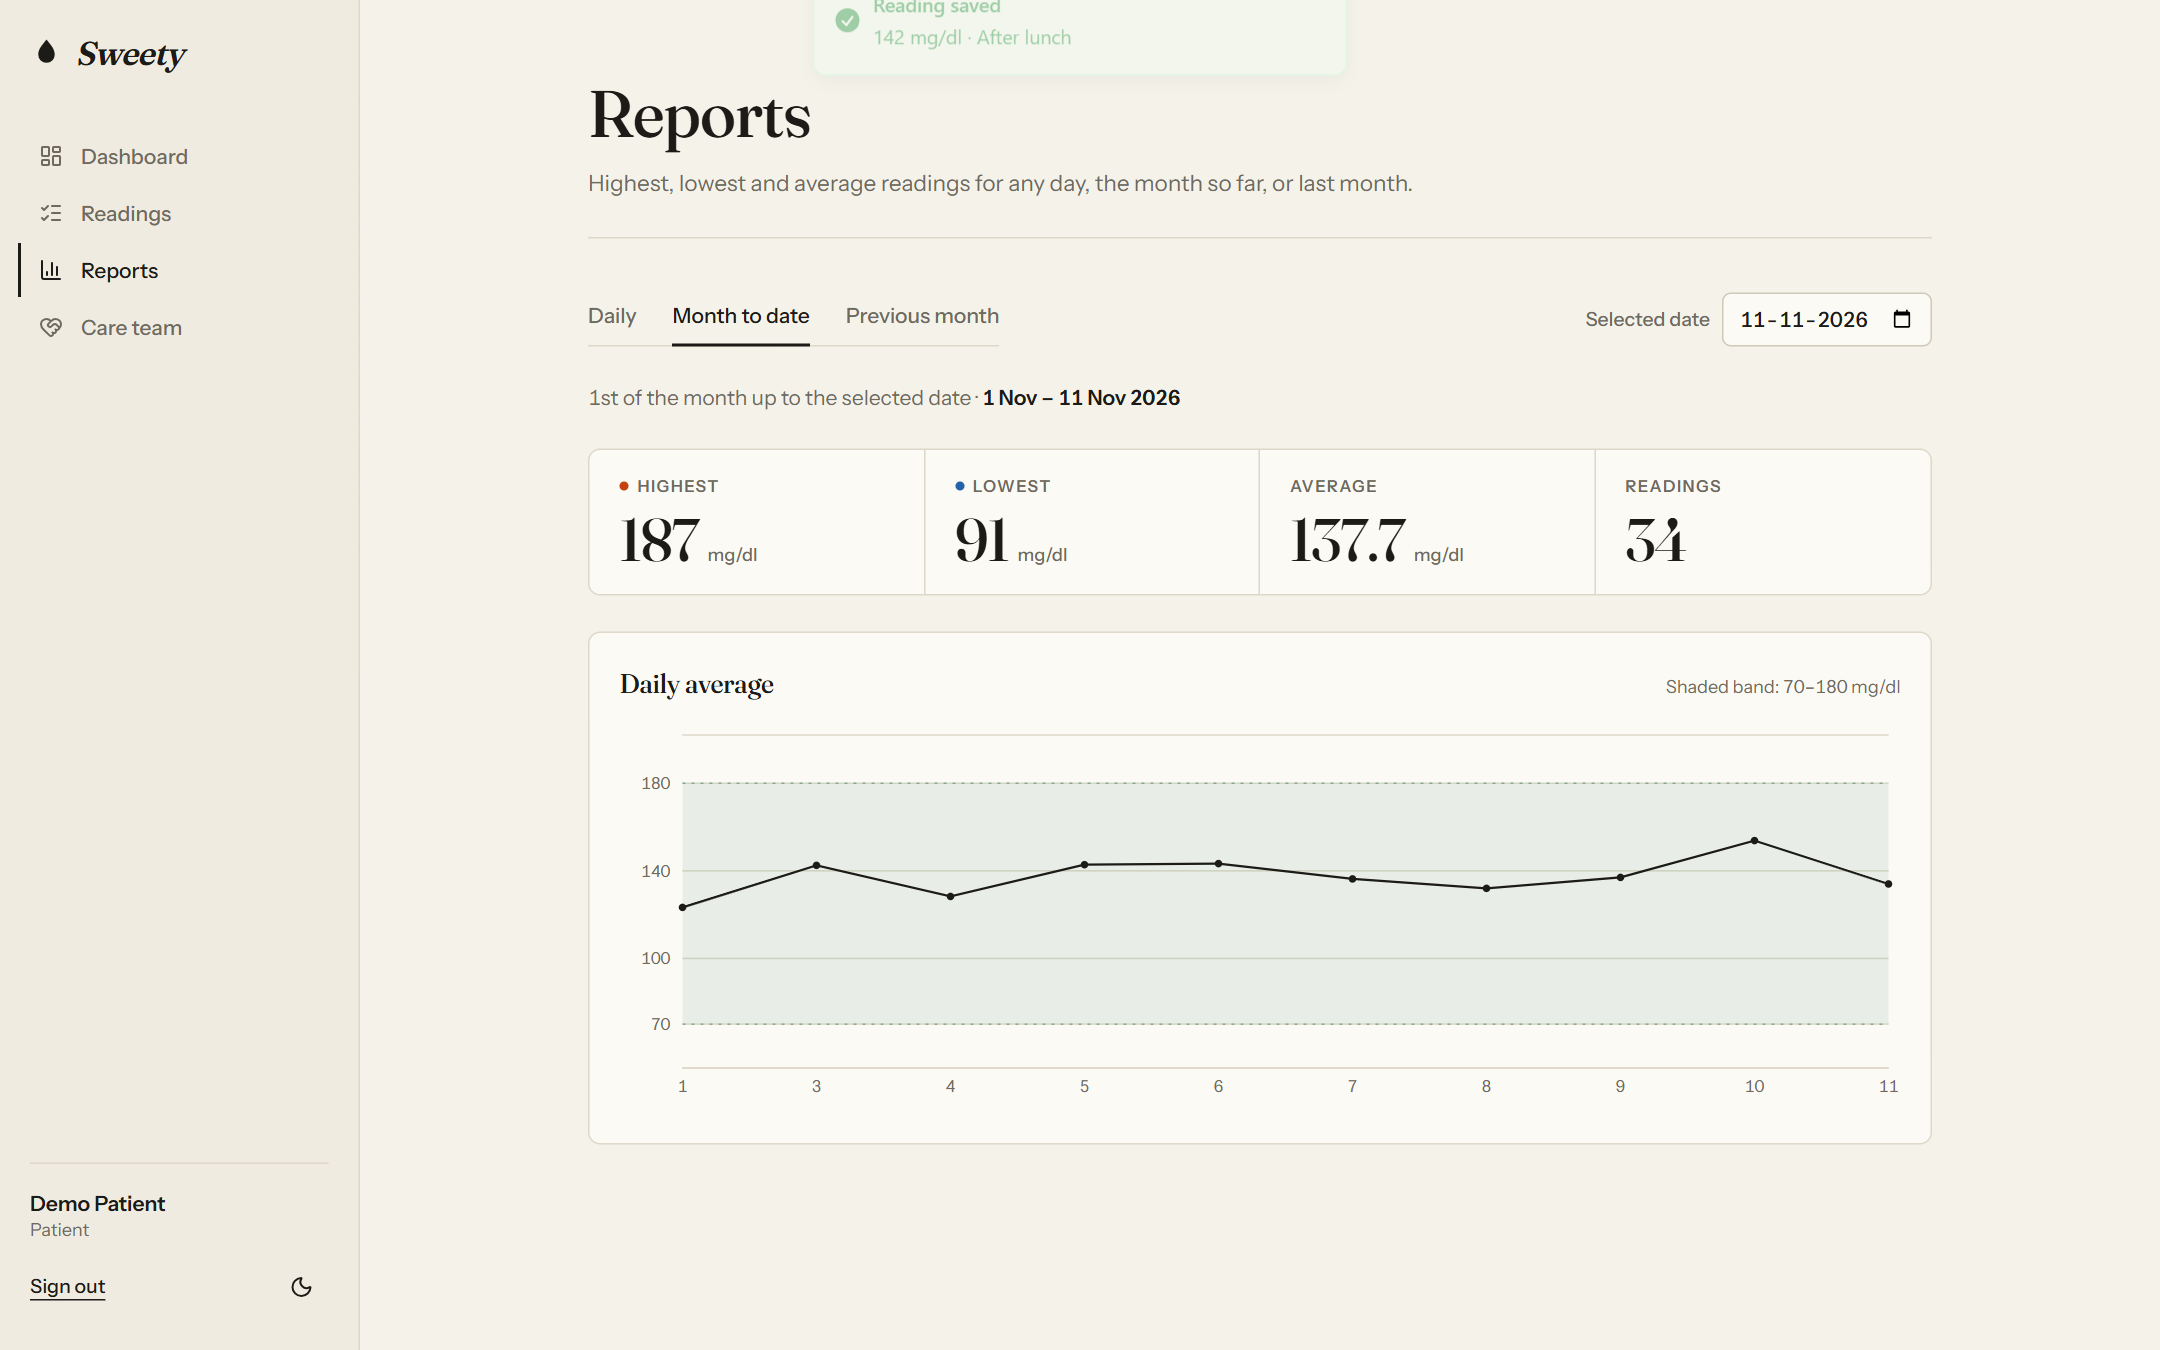 Sweety
Dashboard
Readings
Reports
Care team
Demo Patient
Patient
Sign out
Reading saved
142 mg/dl · After lunch
Reports
Highest, lowest and average readings for any day, the month so far, or last month.
Daily
Month to date
Previous month
Selected date
11-11-2026
1st of the month up to the selected date · 1 Nov – 11 Nov 2026
HIGHEST
187 mg/dl
LOWEST
91 mg/dl
AVERAGE
137.7 mg/dl
READINGS
34
Daily average
Shaded band: 70–180 mg/dl
180
140
100
70
1 3 4 5 6 7 8 9 10 11